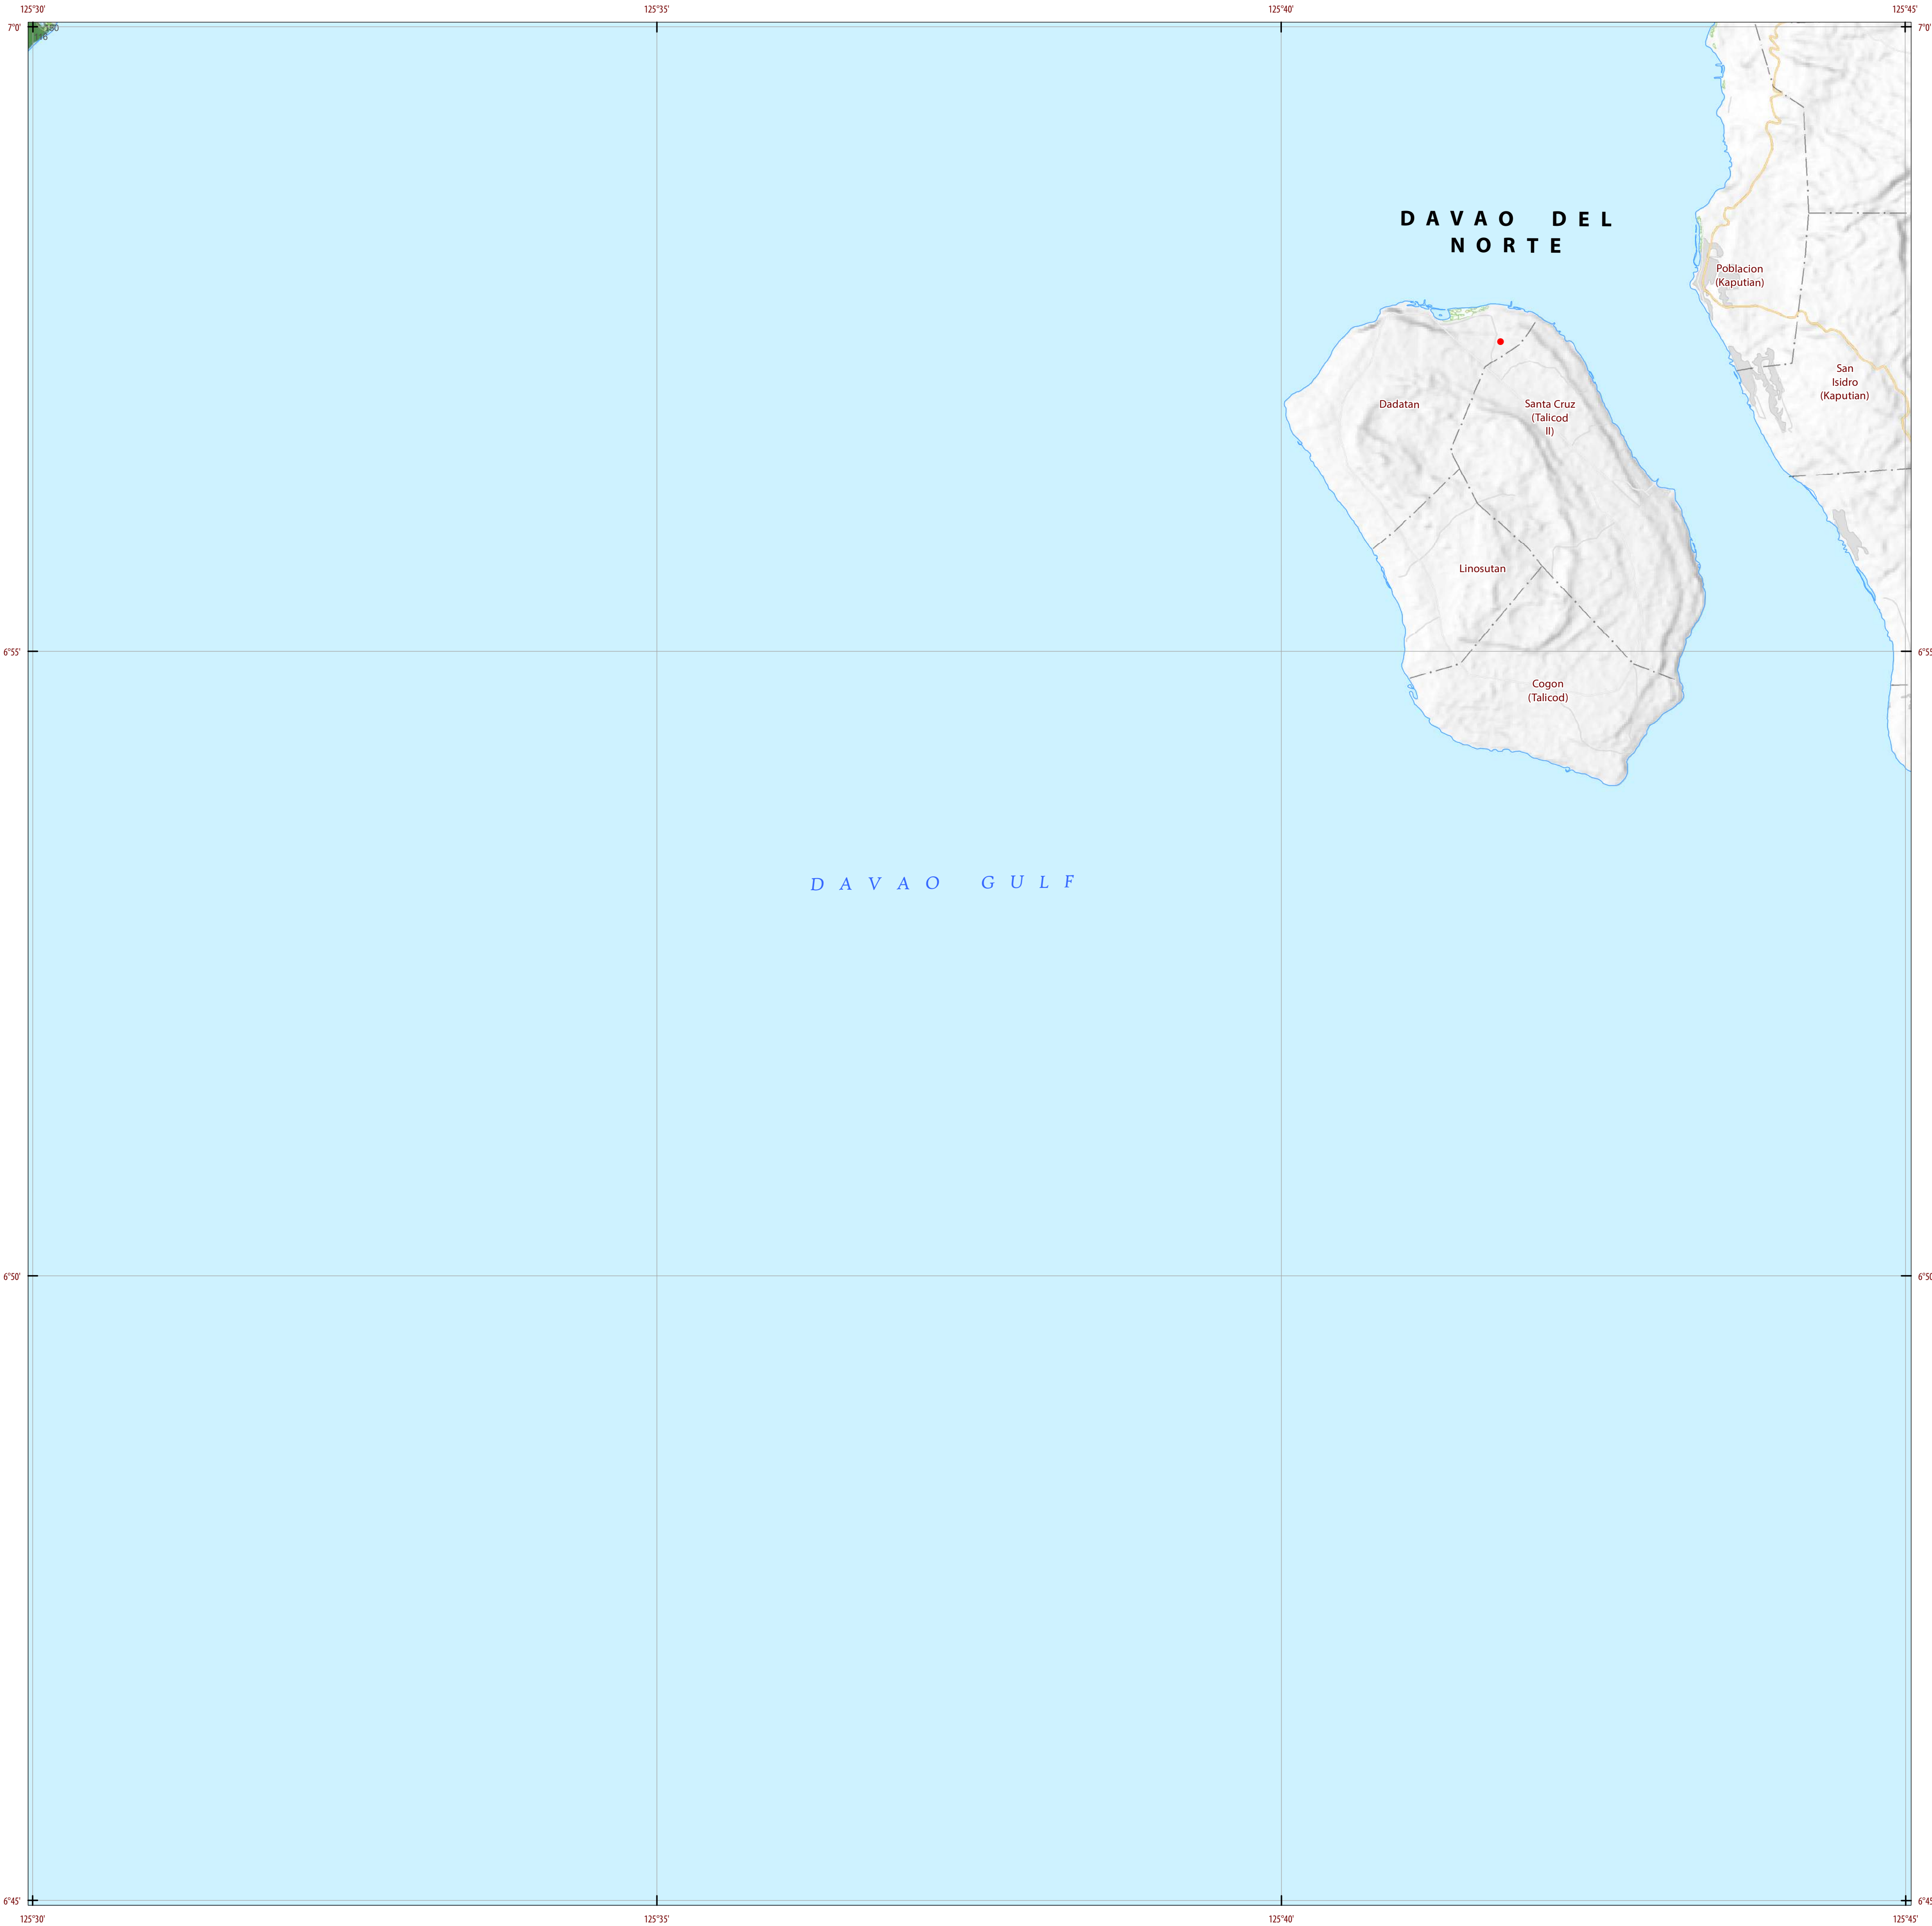 125°30'
125°35'
125°40'
125°45'
7°0'
7°0'
118
DAVAO DEL
NORTE
Poblacion
(Kaputian)
San
Isidro
(Kaputian)
Dadatan
Santa Cruz
(Talicod
II)
Linosutan
6°55'
6°55
Cogon
(Talicod)
DAVAO GULF
6°50'
6°50
6°45'
6°45
125°30'
125°35'
125°40'
125°45'